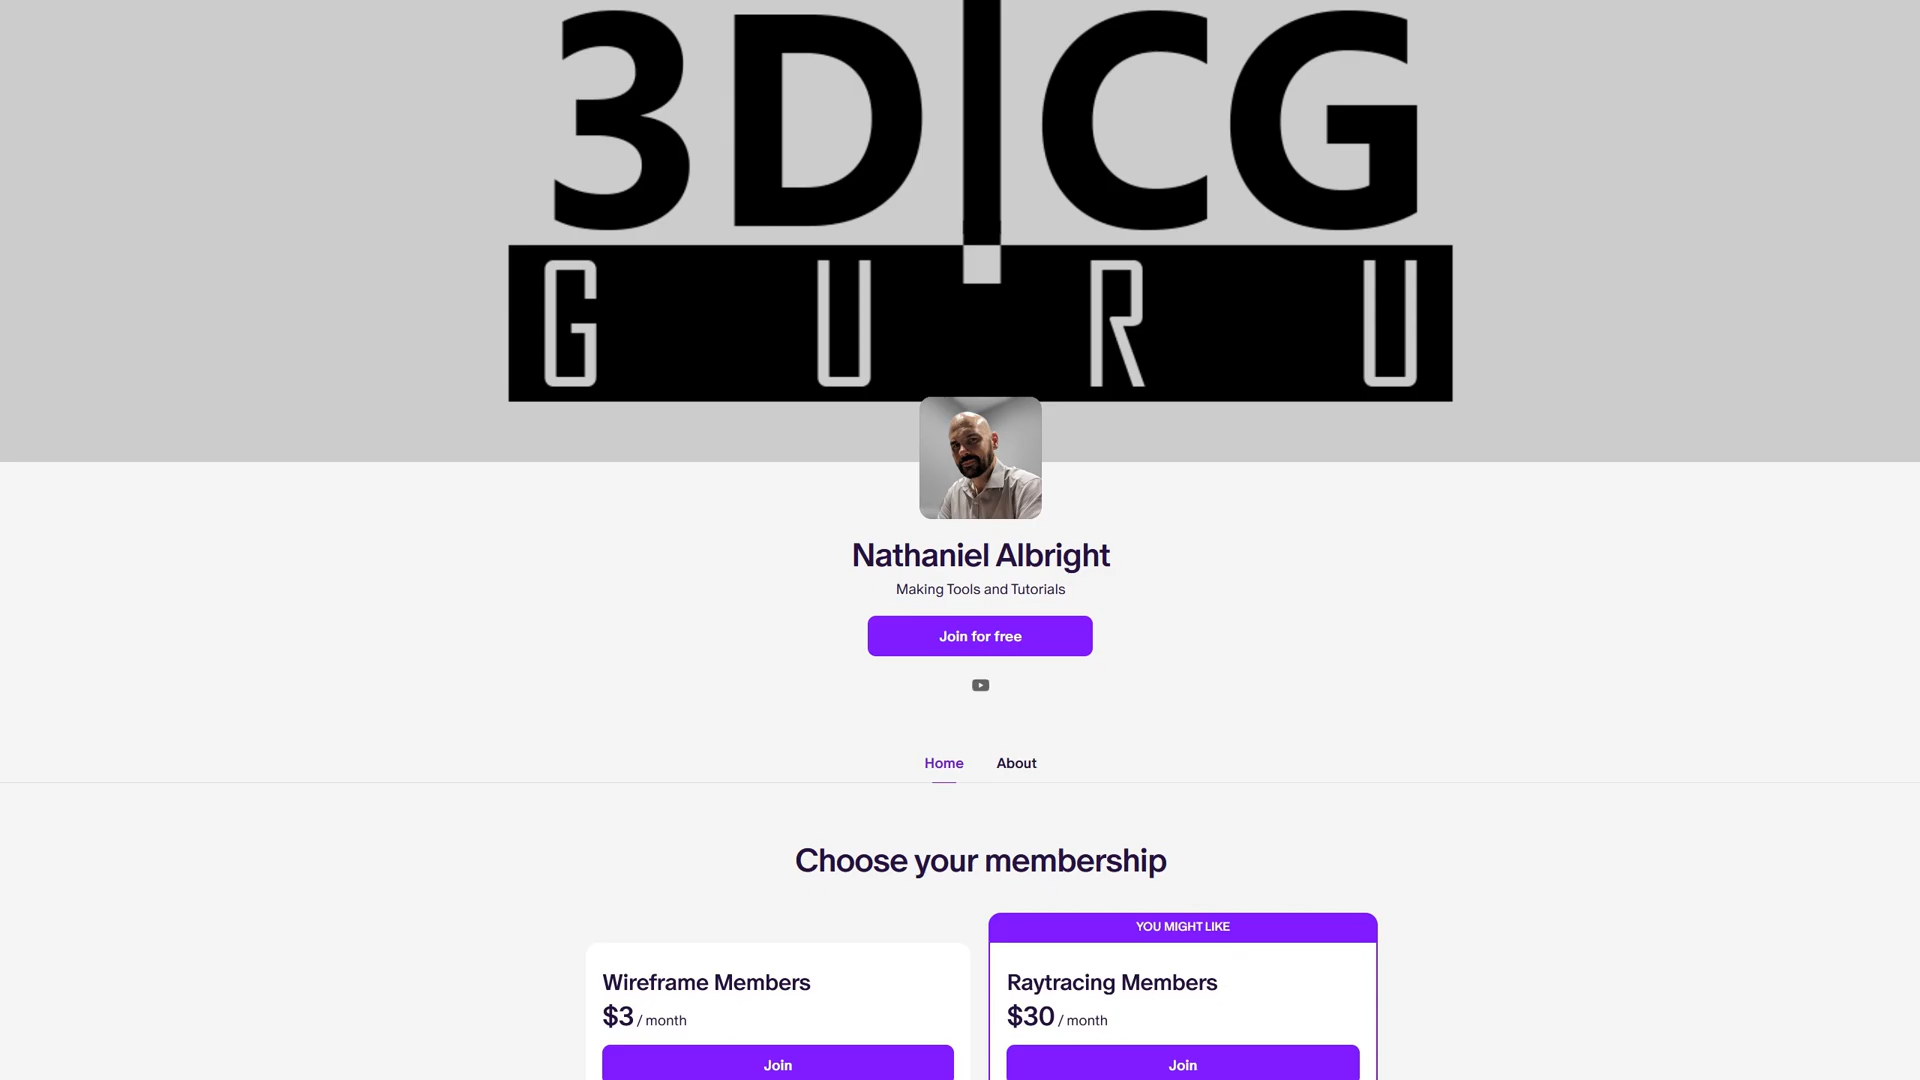 3D|CG
GURU
Nathaniel Albright
Making Tools and Tutorials
Join for free
Home About
Choose your membership
YOU MIGHT LIKE
Wireframe Members
$3 / month
Join
Raytracing Members
$30 / month
Join